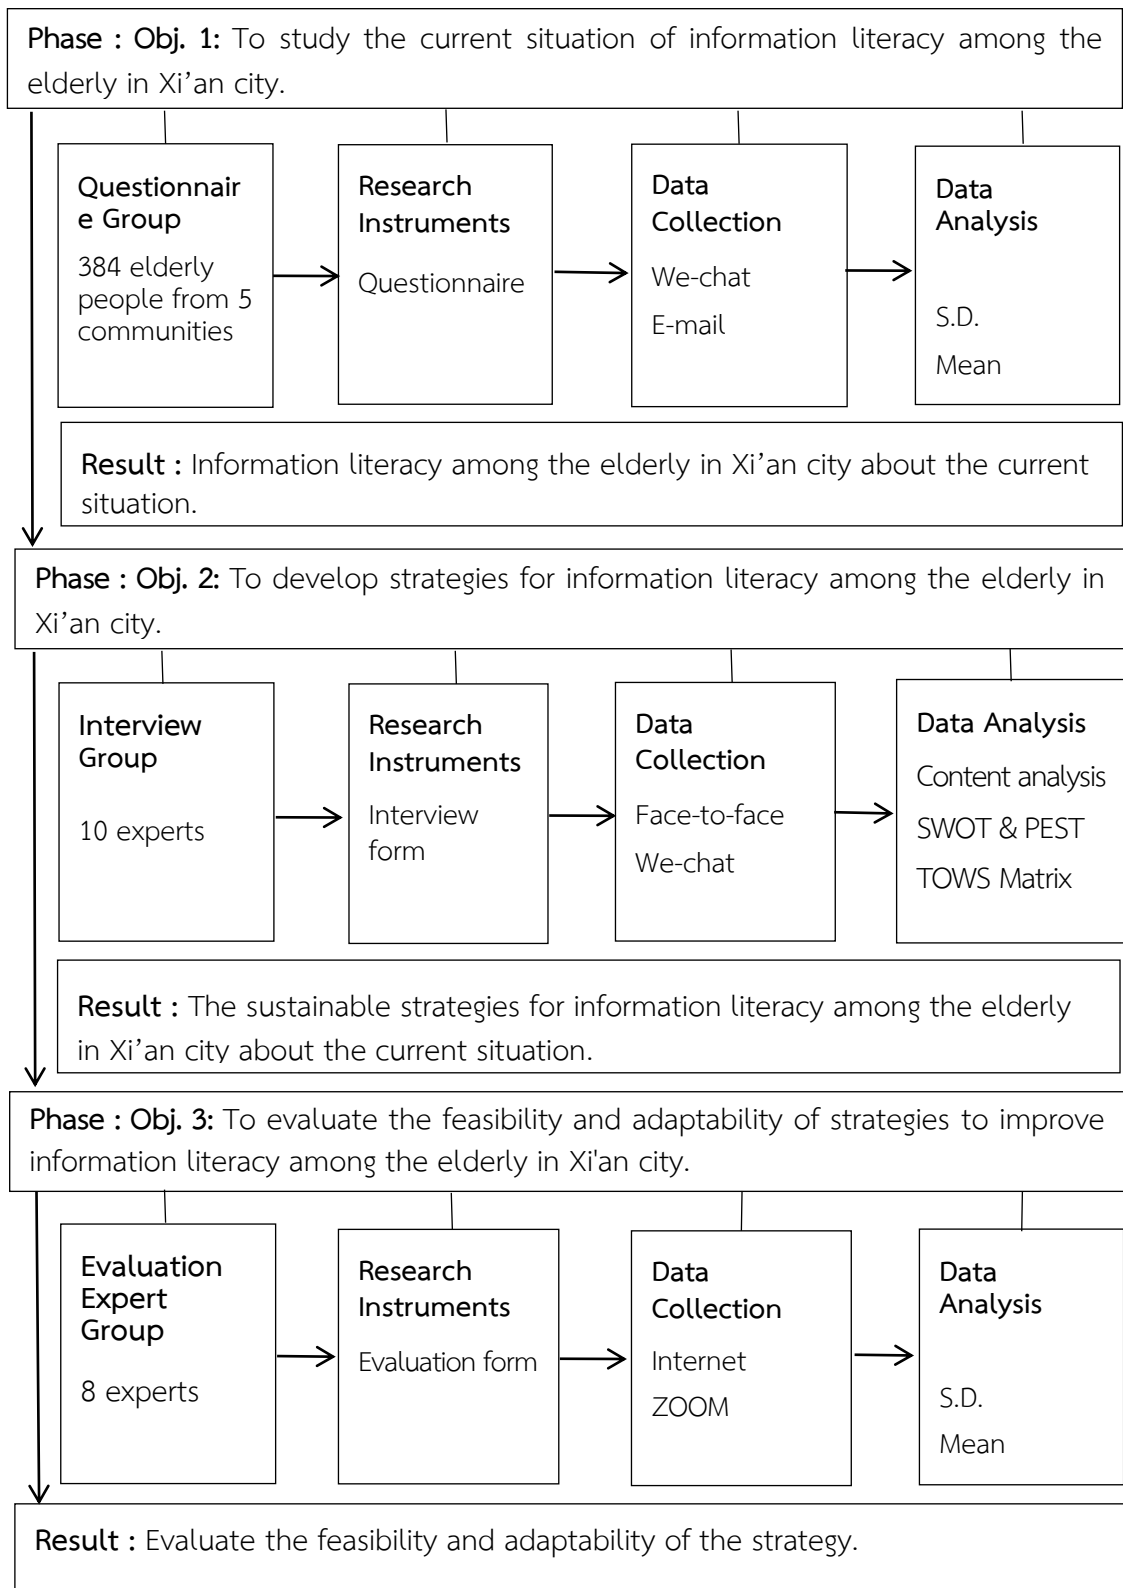 Phase : Obj. 1: To study the current situation of information literacy among the
elderly in Xi’an city.
Questionnair
e Group
384 elderly
people from 5
communities
Research
Instruments
Questionnaire
Data
Collection
We-chat
E-mail
Data
Analysis
S.D.
Mean
Result : Information literacy among the elderly in Xi’an city about the current
situation.
Phase : Obj. 2: To develop strategies for information literacy among the elderly in
Xi’an city.
Interview
Group
10 experts
Research
Instruments
Interview
form
Data
Collection
Face-to-face
We-chat
Data Analysis
Content analysis
SWOT & PEST
TOWS Matrix
Result : The sustainable strategies for information literacy among the elderly
in Xi’an city about the current situation.
Phase : Obj. 3: To evaluate the feasibility and adaptability of strategies to improve
information literacy among the elderly in Xi'an city.
Evaluation
Expert
Group
8 experts
Research
Instruments
Evaluation form
Data
Collection
Internet
ZOOM
Data
Analysis
S.D.
Mean
Result : Evaluate the feasibility and adaptability of the strategy.